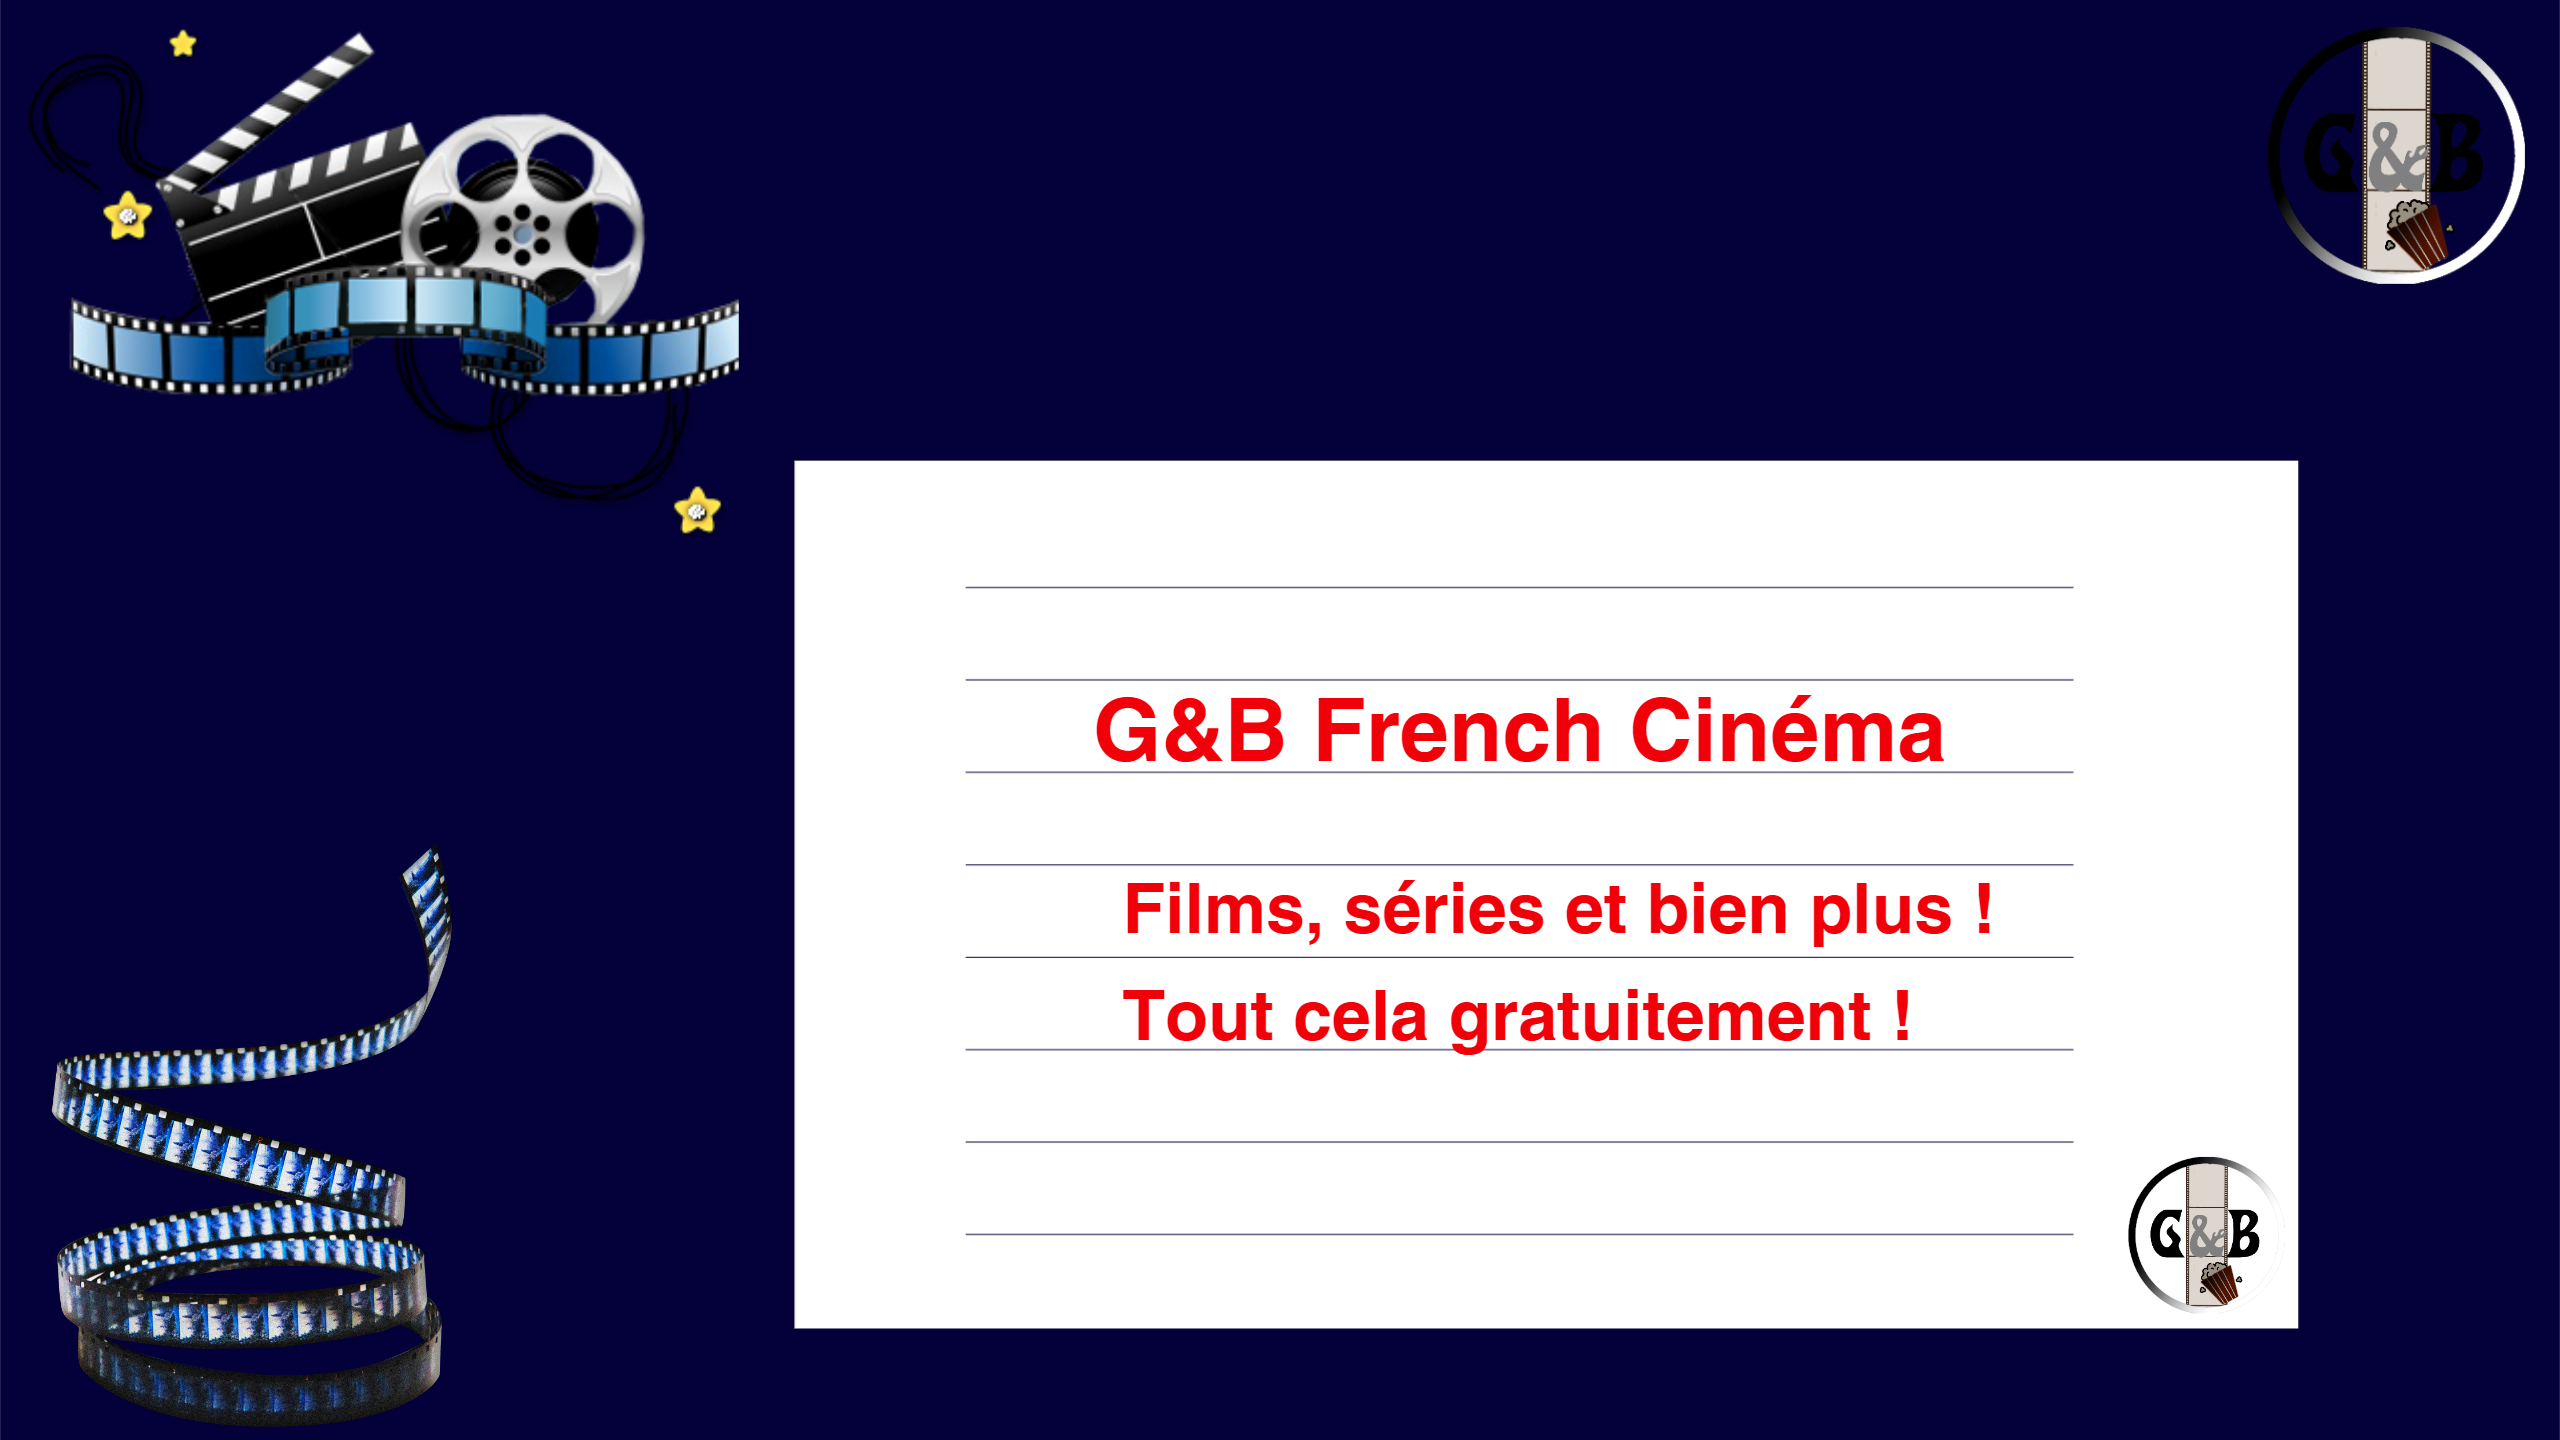 G&B
G&B French Cinéma
Films, séries et bien plus !
Tout cela gratuitement !
G&B